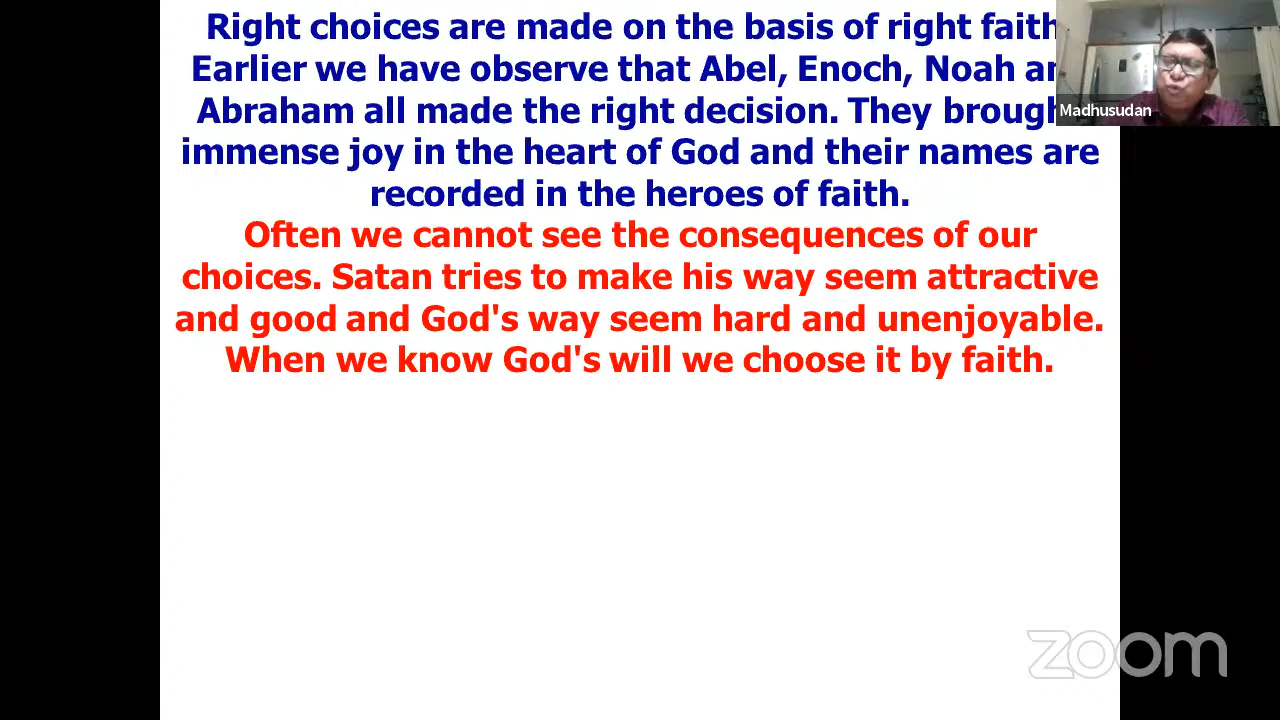 Right choices are made on the basis of right faith
Earlier we have observe that Abel, Enoch, Noah
Abraham all made the right decision. They
immense joy in the heart of God and their names are
recorded in the heroes of faith.
Often we cannot see the consequences of our
choices. Satan tries to make his way seem attractive
and good and God's way seem hard and unenjoyable.
When we know God's will we choose it by faith.
Madhusudan
zoom